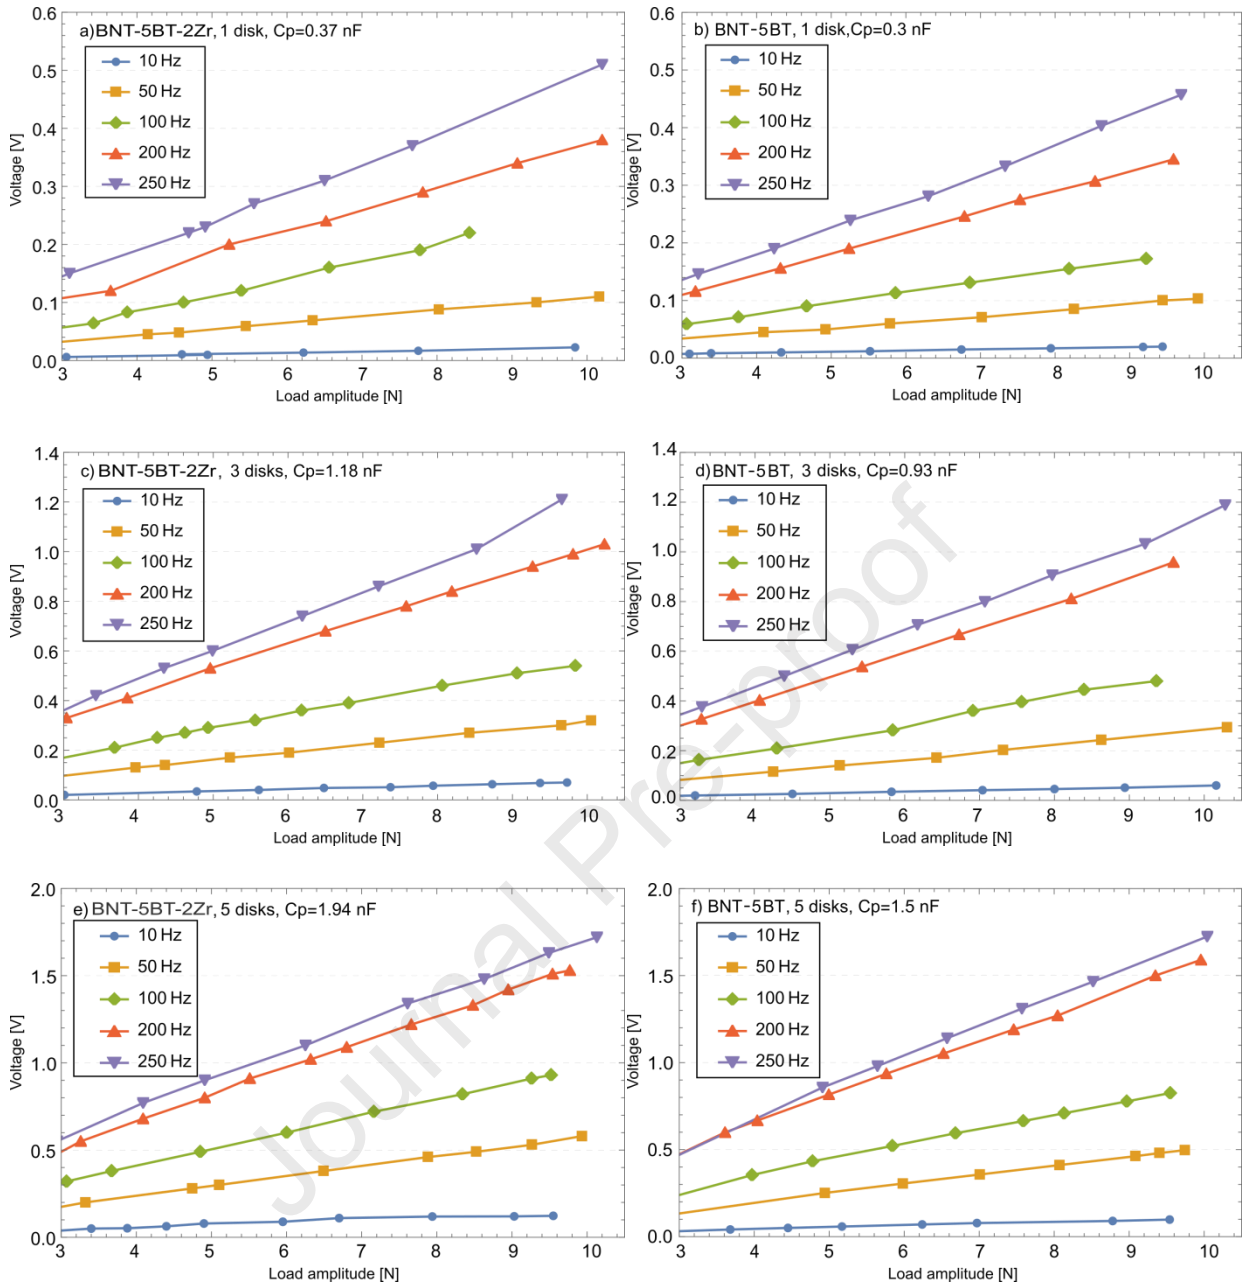 a) BNT-5BT-2Zr, 1 disk, Cp=0.37 nF
10 Hz
50 Hz
100 Hz
200 Hz
250 Hz
Voltage [V]
0.6
0.5
0.4
0.3
0.2
0.1
0.0
3 4 5 6 7 8 9 10
Load amplitude [N]
b) BNT-5BT, 1 disk,Cp=0.3 nF
10 Hz
50 Hz
100 Hz
200 Hz
250 Hz
Voltage [V]
0.6
0.5
0.4
0.3
0.2
0.1
0.0
3 4 5 6 7 8 9 10
Load amplitude [N]
c) BNT-5BT-2Zr, 3 disks, Cp=1.18 nF
10 Hz
50 Hz
100 Hz
200 Hz
250 Hz
Voltage [V]
1.4
1.2
1.0
0.8
0.6
0.4
0.2
0.0
3 4 5 6 7 8 9 10
Load amplitude [N]
d) BNT-5BT, 3 disks, Cp=0.93 nF
10 Hz
50 Hz
100 Hz
200 Hz
250 Hz
Voltage [V]
1.4
1.2
1.0
0.8
0.6
0.4
0.2
0.0
3 4 5 6 7 8 9 10
Load amplitude [N]
e) BNT-5BT-2Zr, 5 disks, Cp=1.94 nF
10 Hz
50 Hz
100 Hz
200 Hz
250 Hz
Voltage [V]
2.0
1.5
1.0
0.5
0.0
3 4 5 6 7 8 9 10
Load amplitude [N]
f) BNT-5BT, 5 disks, Cp=1.5 nF
10 Hz
50 Hz
100 Hz
200 Hz
250 Hz
Voltage [V]
2.0
1.5
1.0
0.5
0.0
3 4 5 6 7 8 9 10
Load amplitude [N]
Journal Pre-proof